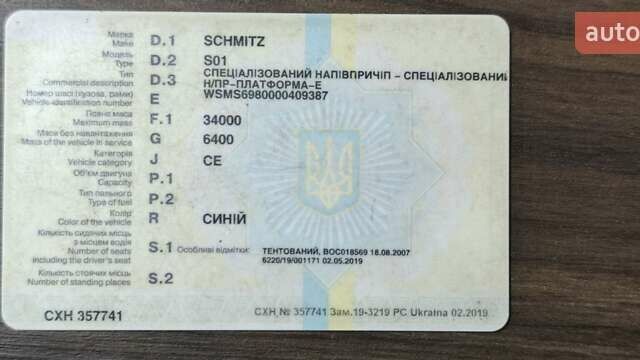 auto
Марка
Make D.1 SCHMITZ
Модель
Type D.2 S01
Тип
Commercial description D.3 СПЕЦІАЛІЗОВАНИЙ НАПІВПРИЧІП – СПЕЦІАЛІЗОВАНИЙ
Н/ПР–ПЛАТФОРМА–Е
Номер шасі (кузова, рами)
Vehicle identification number E WSMS6980000409387
Повна маса
Maximum mass F.1 34000
Маса без навантаження
Mass of the vehicle in service G 6400
Категорія
Vehicle category J CE
Об'єм двигуна
Capacity P.1
Тип пального
Type of fuel P.2
Колір
Color of the vehicle R СИНІЙ
Кількість сидячих місць
з місцем водія
Number of seats
including the driver's seat S.1 Особливі відмітки: ТЕНТОВАНИЙ, ВОС018569 18.08.2007
6220/19/001171 02.05.2019
Кількість стоячих місць
Number of standing places S.2
СХН 357741
СХН № 357741 Зам.19-3219 PC Ukraina 02.2019